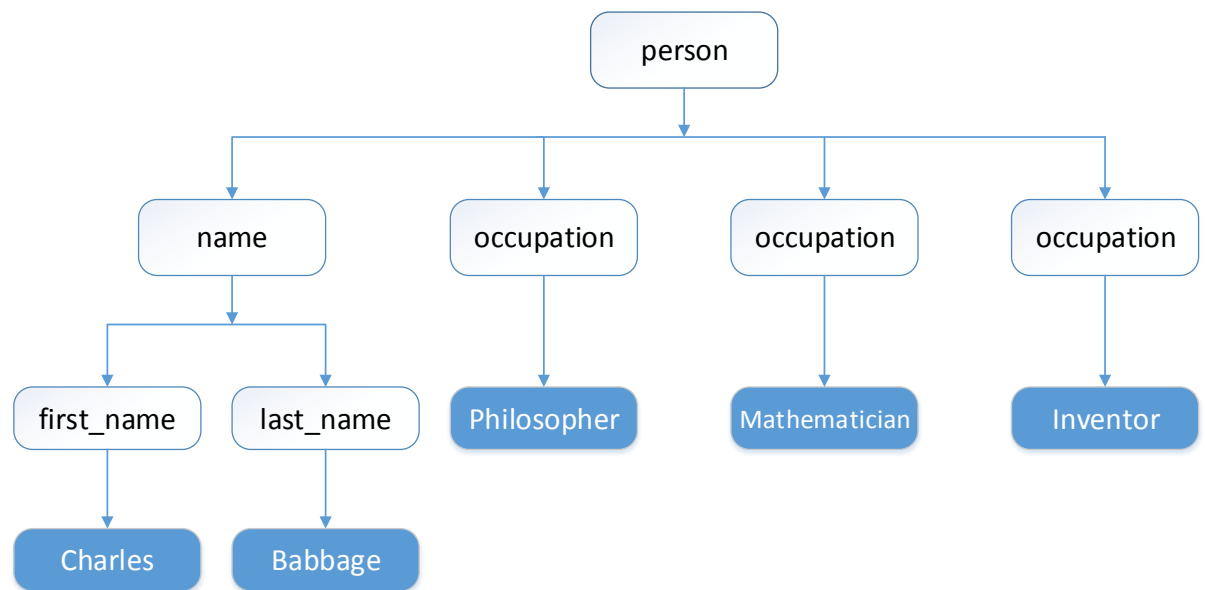 person
name
occupation
occupation
occupation
first_name
last_name
Philosopher
Mathematician
Inventor
Charles
Babbage